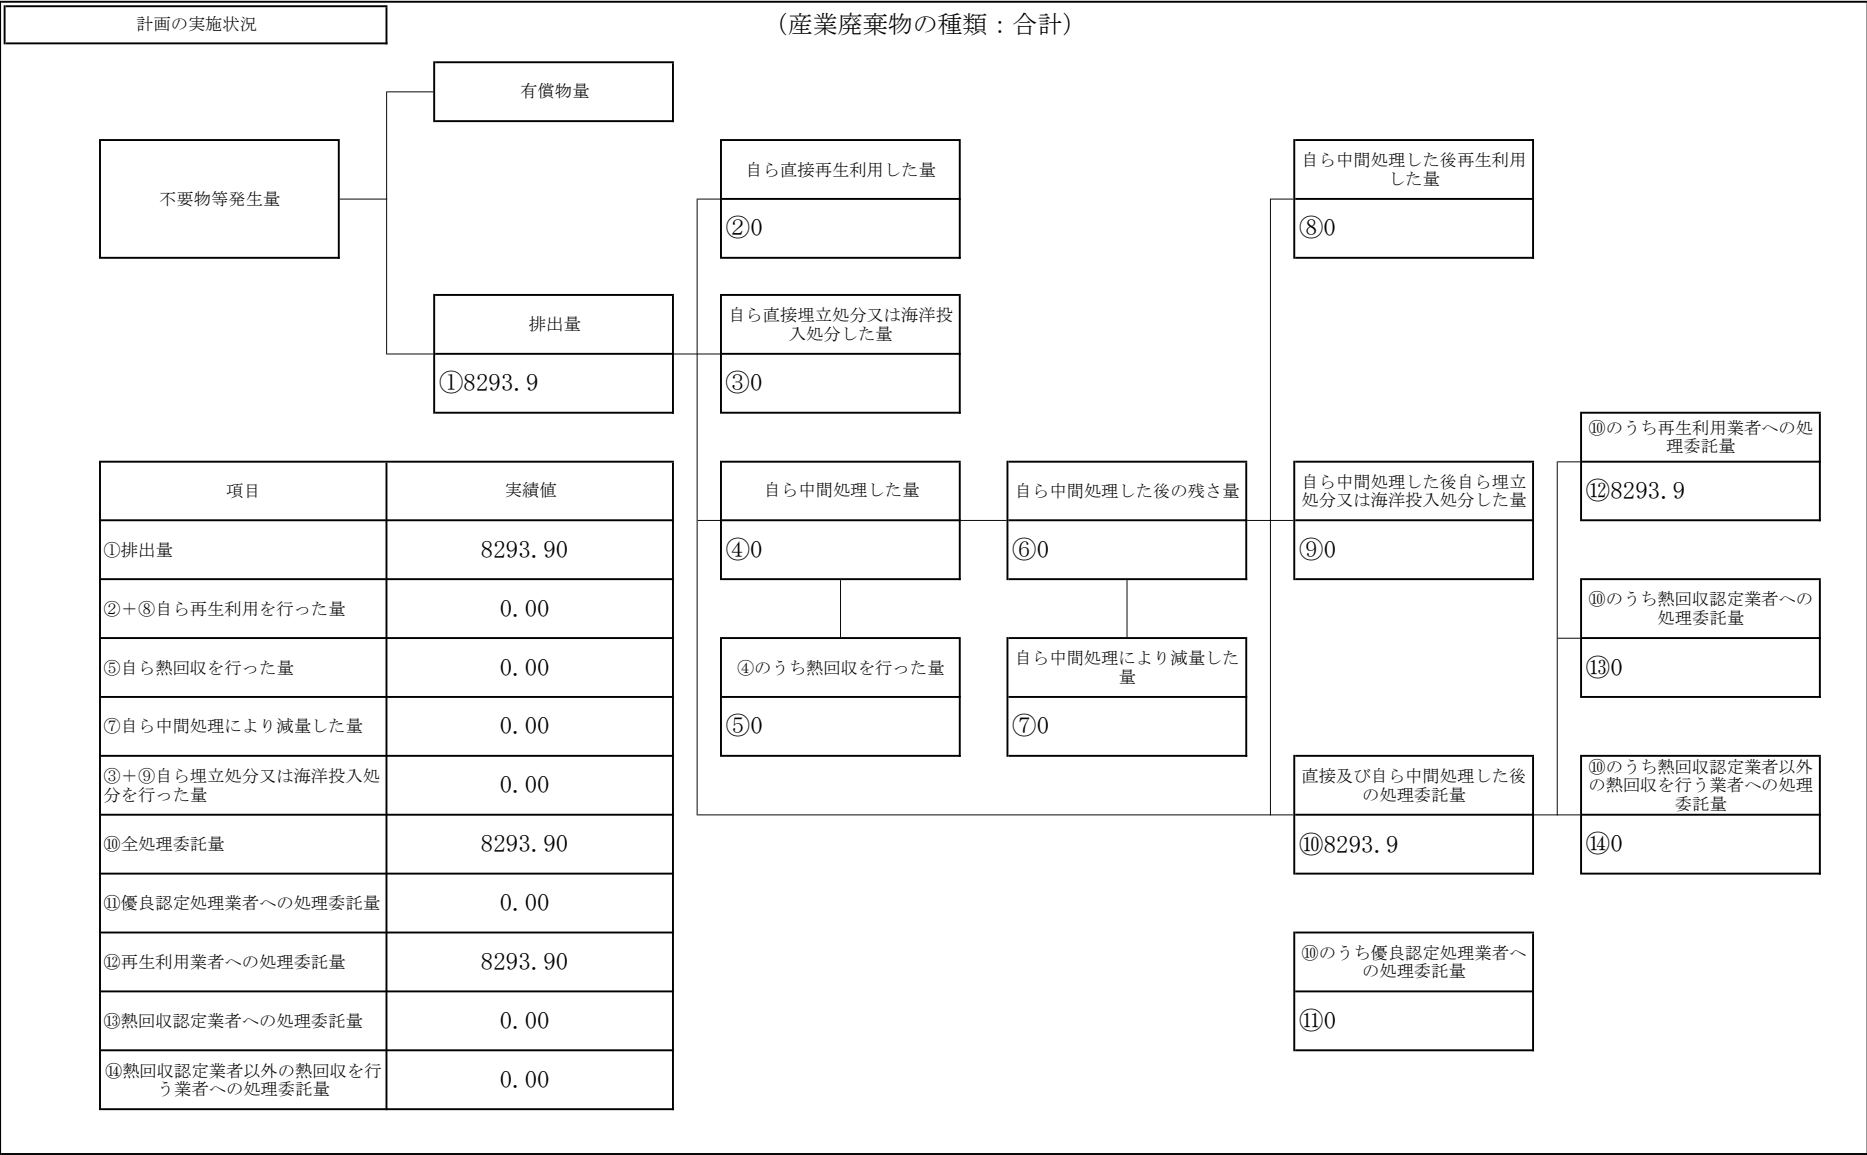 計画の実施状況
(産業廃棄物の種類：合計)
有償物量
不要物等発生量
自ら直接再生利用した量
②0
自ら中間処理した後再生利用
した量
⑧0
排出量
①8293.9
自ら直接埋立処分又は海洋投
入処分した量
③0
⑩のうち再生利用業者への処
理委託量
⑫8293.9
自ら中間処理した量
④0
自ら中間処理した後の残さ量
⑥0
自ら中間処理した後自ら埋立
処分又は海洋投入処分した量
⑨0
⑩のうち熱回収認定業者への
処理委託量
⑬0
④のうち熱回収を行った量
⑤0
自ら中間処理により減量した
量
⑦0
直接及び自ら中間処理した後
の処理委託量
⑩8293.9
⑩のうち熱回収認定業者以外
の熱回収を行う業者への処理
委託量
⑭0
⑩のうち優良認定処理業者へ
の処理委託量
⑪0
項目 実績値
①排出量 8293.90
②＋⑧自ら再生利用を行った量 0.00
⑤自ら熱回収を行った量 0.00
⑦自ら中間処理により減量した量 0.00
③＋⑨自ら埋立処分又は海洋投入処
分を行った量 0.00
⑩全処理委託量 8293.90
⑪優良認定処理業者への処理委託量 0.00
⑫再生利用業者への処理委託量 8293.90
⑬熱回収認定業者への処理委託量 0.00
⑭熱回収認定業者以外の熱回収を行
う業者への処理委託量 0.00